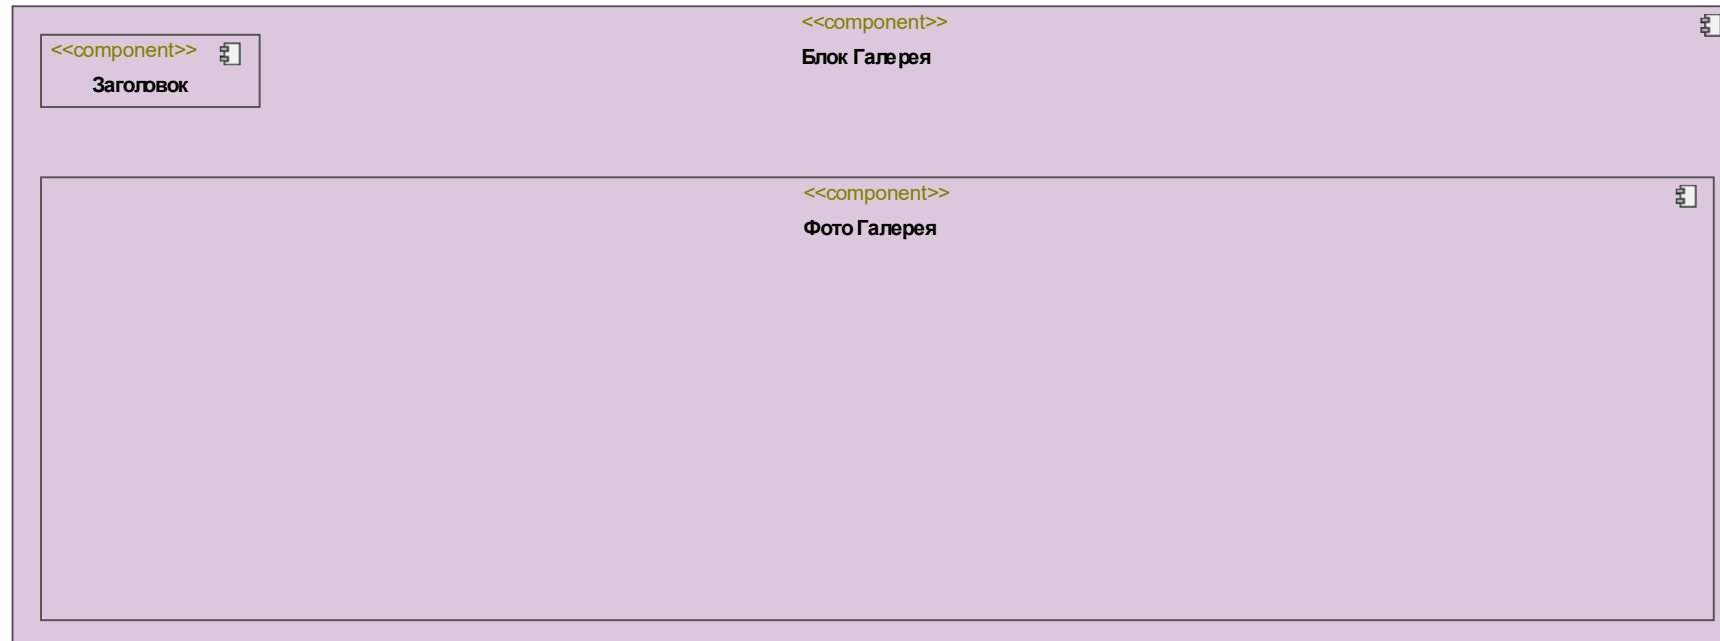 <<component>>
Блок Галерея
<<component>>
Заголовок
<<component>>
Фото Галерея